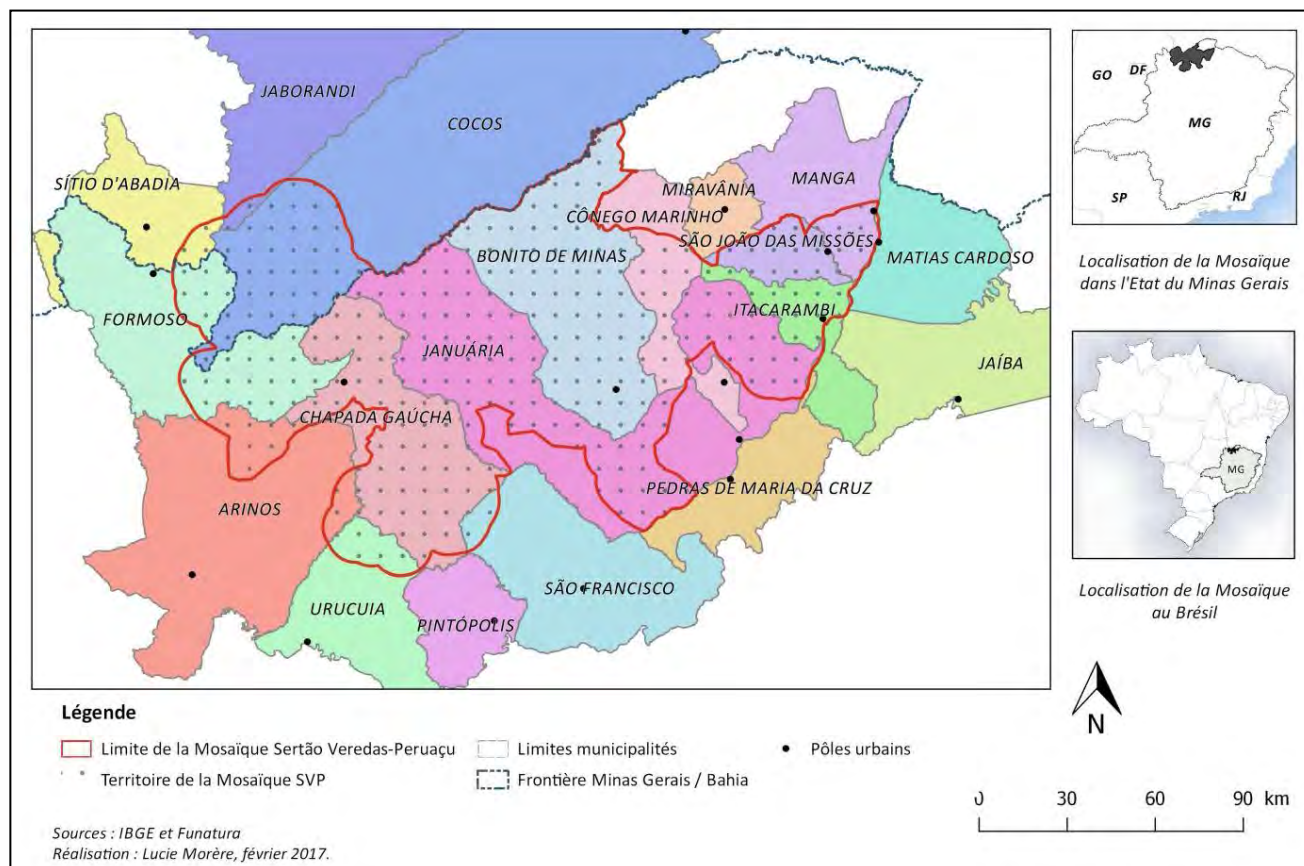 JABORANDI
COCOS
SÍTIO D'ABADIA
MIRAVÂNIA
MANGA
CÔNEGO MARINHO
SÃO JOÃO DAS MISSÕES
BONITO DE MINAS
MATIAS CARDOSO
FORMOSO
ITACARAMBI
JANUÁRIA
JAÍBA
CHAPADA GAÚCHA
PEDRAS DE MARIA DA CRUZ
ARINOS
SÃO FRANCISCO
URUCUIA
PINTÓPOLIS
GO
DF
MG
SP
RJ
Localisation de la Mosaïque
dans l'Etat du Minas Gerais
MG
Localisation de la Mosaïque
au Brésil
N
Légende
Limite de la Mosaïque Sertão Veredas-Peruaçu
Limites municipalités
Pôles urbains
Territoire de la Mosaïque SVP
Frontière Minas Gerais / Bahia
0 30 60 90 km
Sources : IBGE et Funatura
Réalisation : Lucie Morère, février 2017.